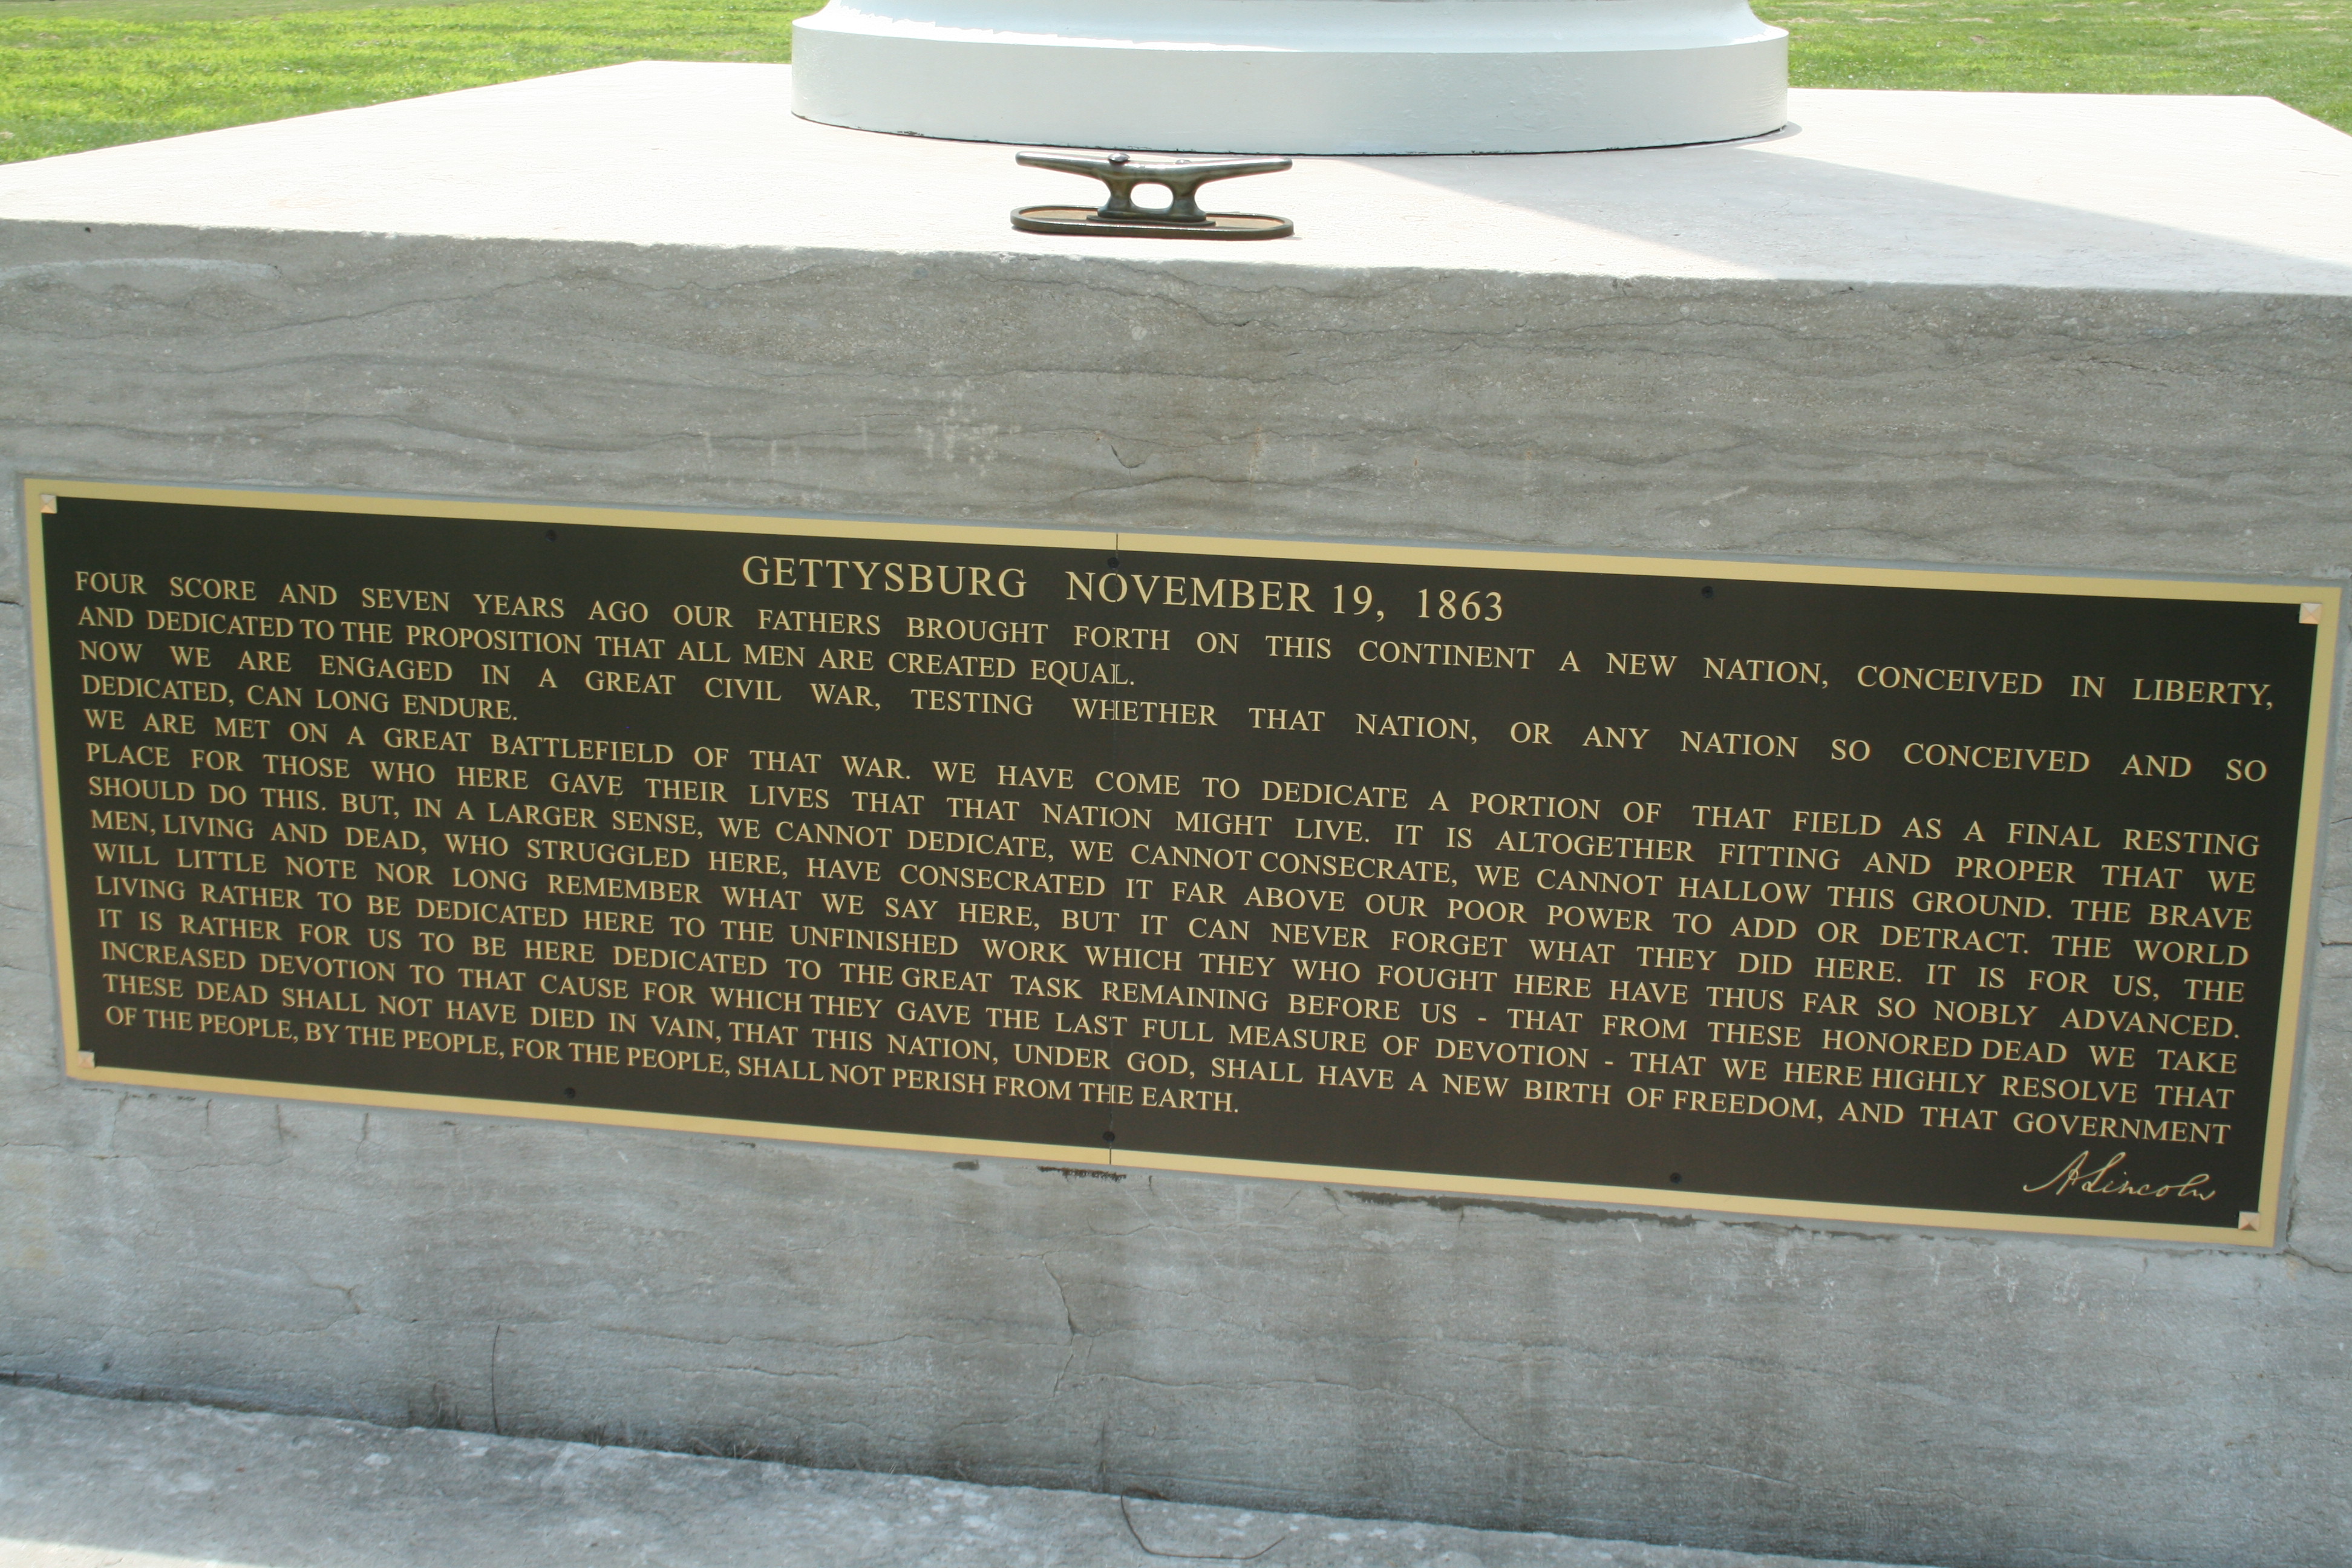 GETTYSBURG NOVEMBER 19, 1863
FOUR SCORE AND SEVEN YEARS AGO OUR FATHERS BROUGHT FORTH ON THIS CONTINENT A NEW NATION, CONCEIVED IN LIBERTY,
AND DEDICATED TO THE PROPOSITION THAT ALL MEN ARE CREATED EQUAL.
NOW WE ARE ENGAGED IN A GREAT CIVIL WAR, TESTING WHETHER THAT NATION, OR ANY NATION SO CONCEIVED AND SO
DEDICATED, CAN LONG ENDURE.
WE ARE MET ON A GREAT BATTLEFIELD OF THAT WAR. WE HAVE COME TO DEDICATE A PORTION OF THAT FIELD AS A FINAL RESTING
PLACE FOR THOSE WHO HERE GAVE THEIR LIVES THAT THAT NATION MIGHT LIVE. IT IS ALTOGETHER FITTING AND PROPER THAT WE
SHOULD DO THIS. BUT, IN A LARGER SENSE, WE CANNOT DEDICATE, WE CANNOT CONSECRATE, WE CANNOT HALLOW THIS GROUND. THE BRAVE
MEN, LIVING AND DEAD, WHO STRUGGLED HERE, HAVE CONSECRATED IT FAR ABOVE OUR POOR POWER TO ADD OR DETRACT. THE WORLD
WILL LITTLE NOTE NOR LONG REMEMBER WHAT WE SAY HERE, BUT IT CAN NEVER FORGET WHAT THEY DID HERE. IT IS FOR US, THE
LIVING RATHER TO BE DEDICATED HERE TO THE UNFINISHED WORK WHICH THEY WHO FOUGHT HERE HAVE THUS FAR SO NOBLY ADVANCED.
IT IS RATHER FOR US TO BE HERE DEDICATED TO THE GREAT TASK REMAINING BEFORE US - THAT FROM THESE HONORED DEAD WE TAKE
INCREASED DEVOTION TO THAT CAUSE FOR WHICH THEY GAVE THE LAST FULL MEASURE OF DEVOTION - THAT WE HERE HIGHLY RESOLVE THAT
THESE DEAD SHALL NOT HAVE DIED IN VAIN, THAT THIS NATION, UNDER GOD, SHALL HAVE A NEW BIRTH OF FREEDOM, AND THAT GOVERNMENT
OF THE PEOPLE, BY THE PEOPLE, FOR THE PEOPLE, SHALL NOT PERISH FROM THE EARTH.
A Lincoln